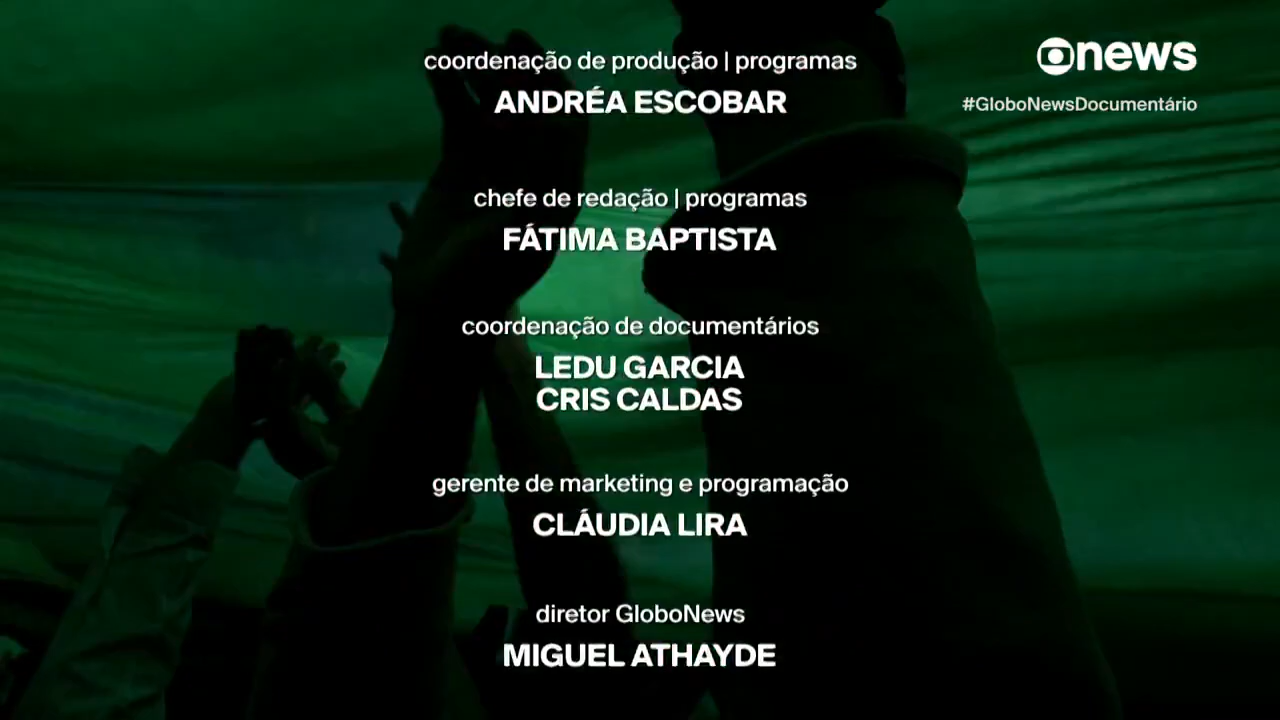 coordenação de produção | programas
ANDRÉA ESCOBAR
news
#GloboNewsDocumentário
chefe de redação | programas
FÁTIMA BAPTISTA
coordenação de documentários
LEDU GARCIA
CRIS CALDAS
gerente de marketing e programação
CLÁUDIA LIRA
diretor GloboNews
MIGUEL ATHAYDE